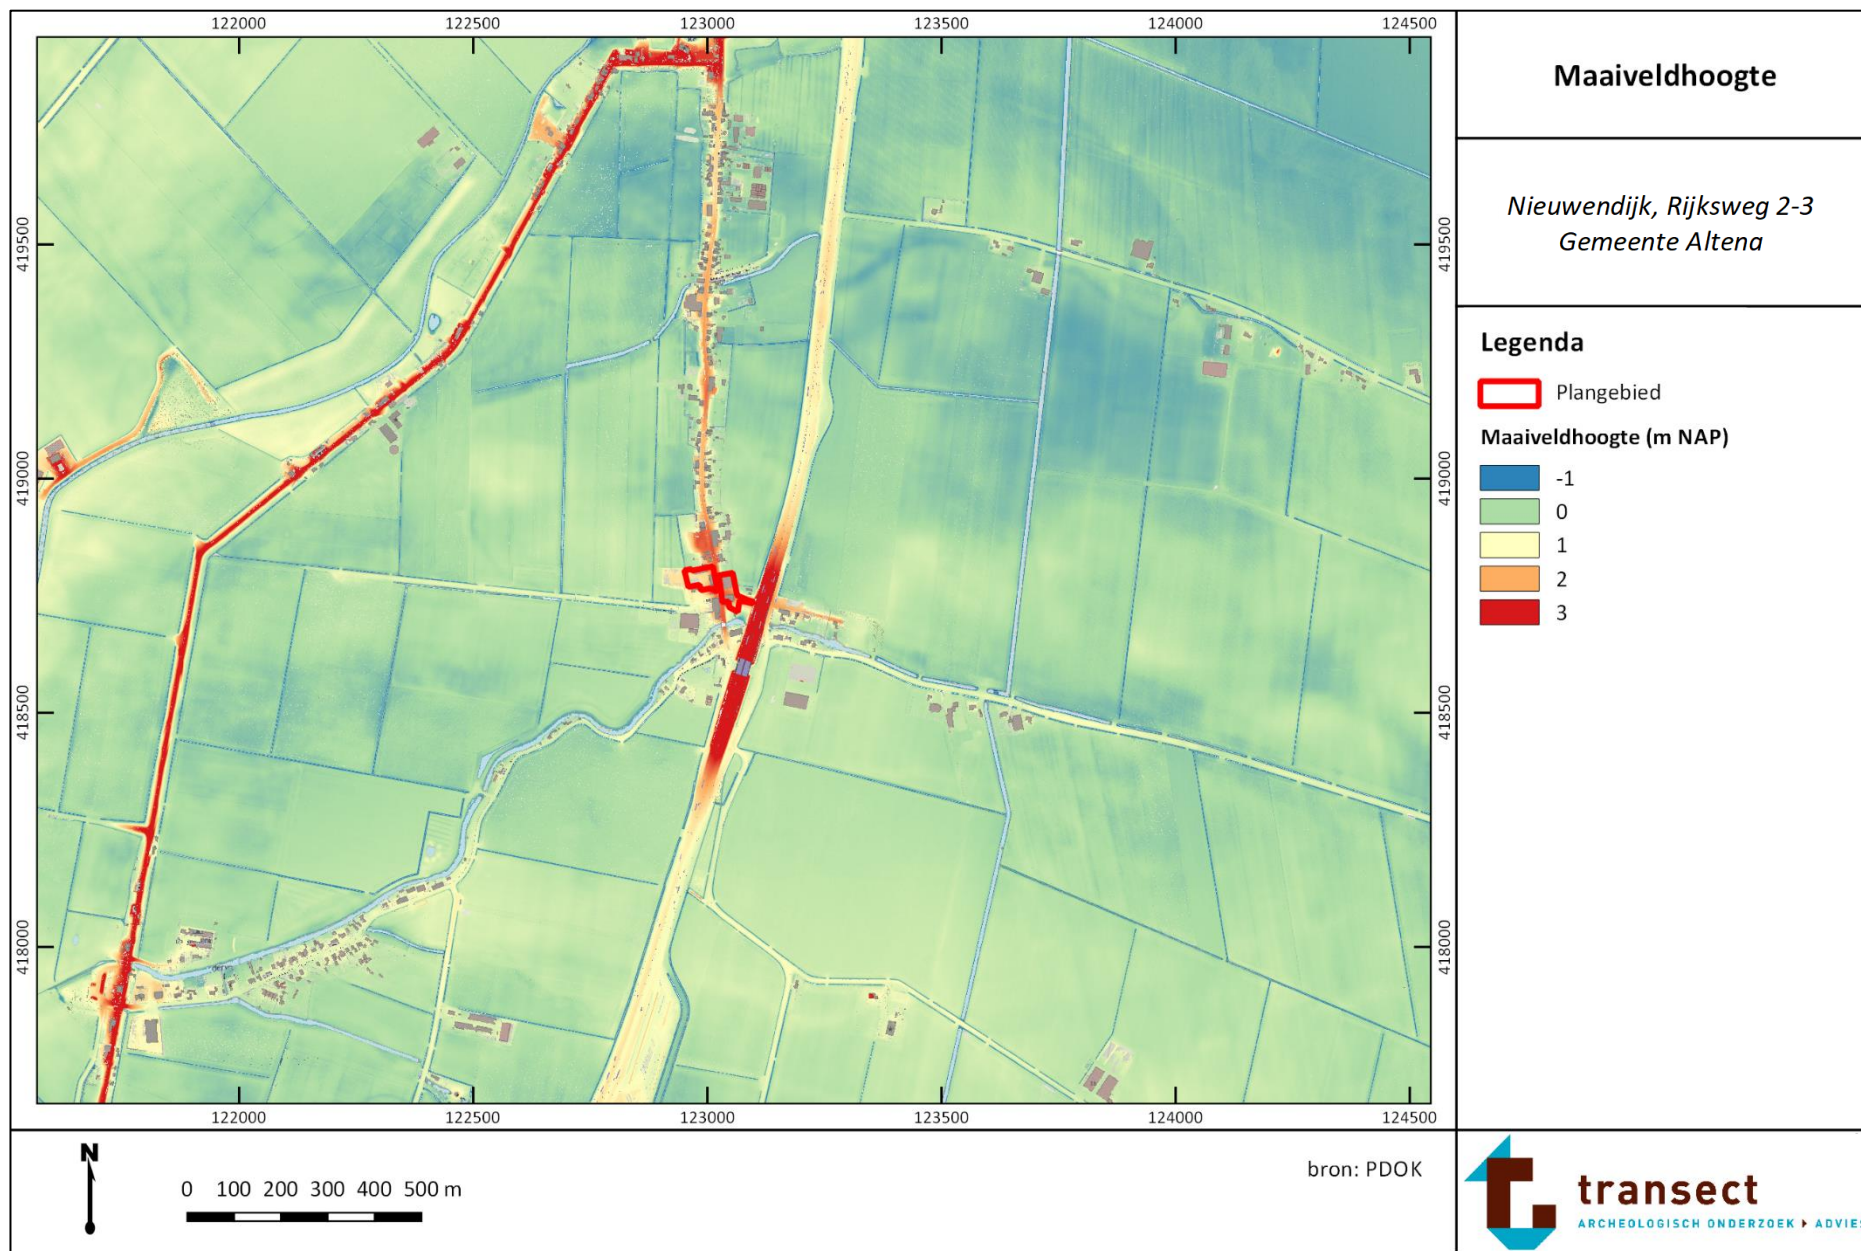 122000 122500 123000 123500 124000 124500
419500
419000
418500
418000
419500
419000
418500
418000
122000 122500 123000 123500 124000 124500
Maaiveldhoogte
Nieuwendijk, Rijksweg 2-3
Gemeente Altena
Legenda
Plangebied
Maaiveldhoogte (m NAP)
-1
0
1
2
3
N
0 100 200 300 400 500 m
bron: PDOK
transect
ARCHEOLOGISCH ONDERZOEK ADVIES